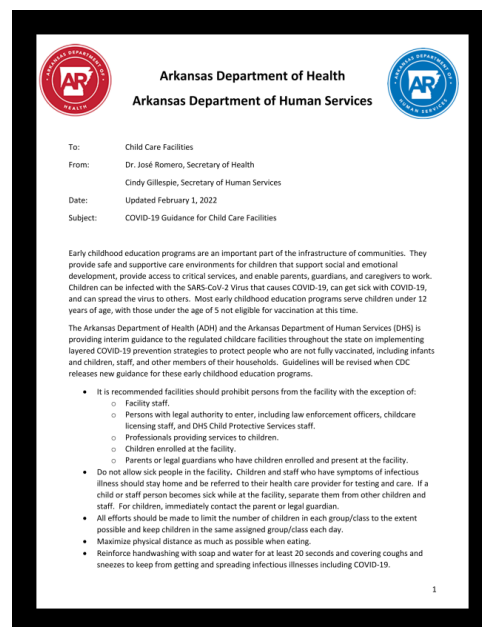 ARKANSAS DEPARTMENT OF
AR
HEALTH
ARKANSAS DEPARTMENT OF
AR
HUMAN SERVICES
Arkansas Department of Health
Arkansas Department of Human Services
To: Child Care Facilities
From: Dr. José Romero, Secretary of Health
Cindy Gillespie, Secretary of Human Services
Date: Updated February 1, 2022
Subject: COVID-19 Guidance for Child Care Facilities
Early childhood education programs are an important part of the infrastructure of communities. They
provide safe and supportive care environments for children that support social and emotional
development, provide access to critical services, and enable parents, guardians, and caregivers to work.
Children can be infected with the SARS-CoV-2 Virus that causes COVID-19, can get sick with COVID-19,
and can spread the virus to others. Most early childhood education programs serve children under 12
years of age, with those under the age of 5 not eligible for vaccination at this time.
The Arkansas Department of Health (ADH) and the Arkansas Department of Human Services (DHS) is
providing interim guidance to the regulated childcare facilities throughout the state on implementing
layered COVID-19 prevention strategies to protect people who are not fully vaccinated, including infants
and children, staff, and other members of their households. Guidelines will be revised when CDC
releases new guidance for these early childhood education programs.
• It is recommended facilities should prohibit persons from the facility with the exception of:
o Facility staff.
o Persons with legal authority to enter, including law enforcement officers, childcare
licensing staff, and DHS Child Protective Services staff.
o Professionals providing services to children.
o Children enrolled at the facility.
o Parents or legal guardians who have children enrolled and present at the facility.
• Do not allow sick people in the facility. Children and staff who have symptoms of infectious
illness should stay home and be referred to their health care provider for testing and care. If a
child or staff person becomes sick while at the facility, separate them from other children and
staff. For children, immediately contact the parent or legal guardian.
• All efforts should be made to limit the number of children in each group/class to the extent
possible and keep children in the same assigned group/class each day.
• Maximize physical distance as much as possible when eating.
• Reinforce handwashing with soap and water for at least 20 seconds and covering coughs and
sneezes to keep from getting and spreading infectious illnesses including COVID-19.
1